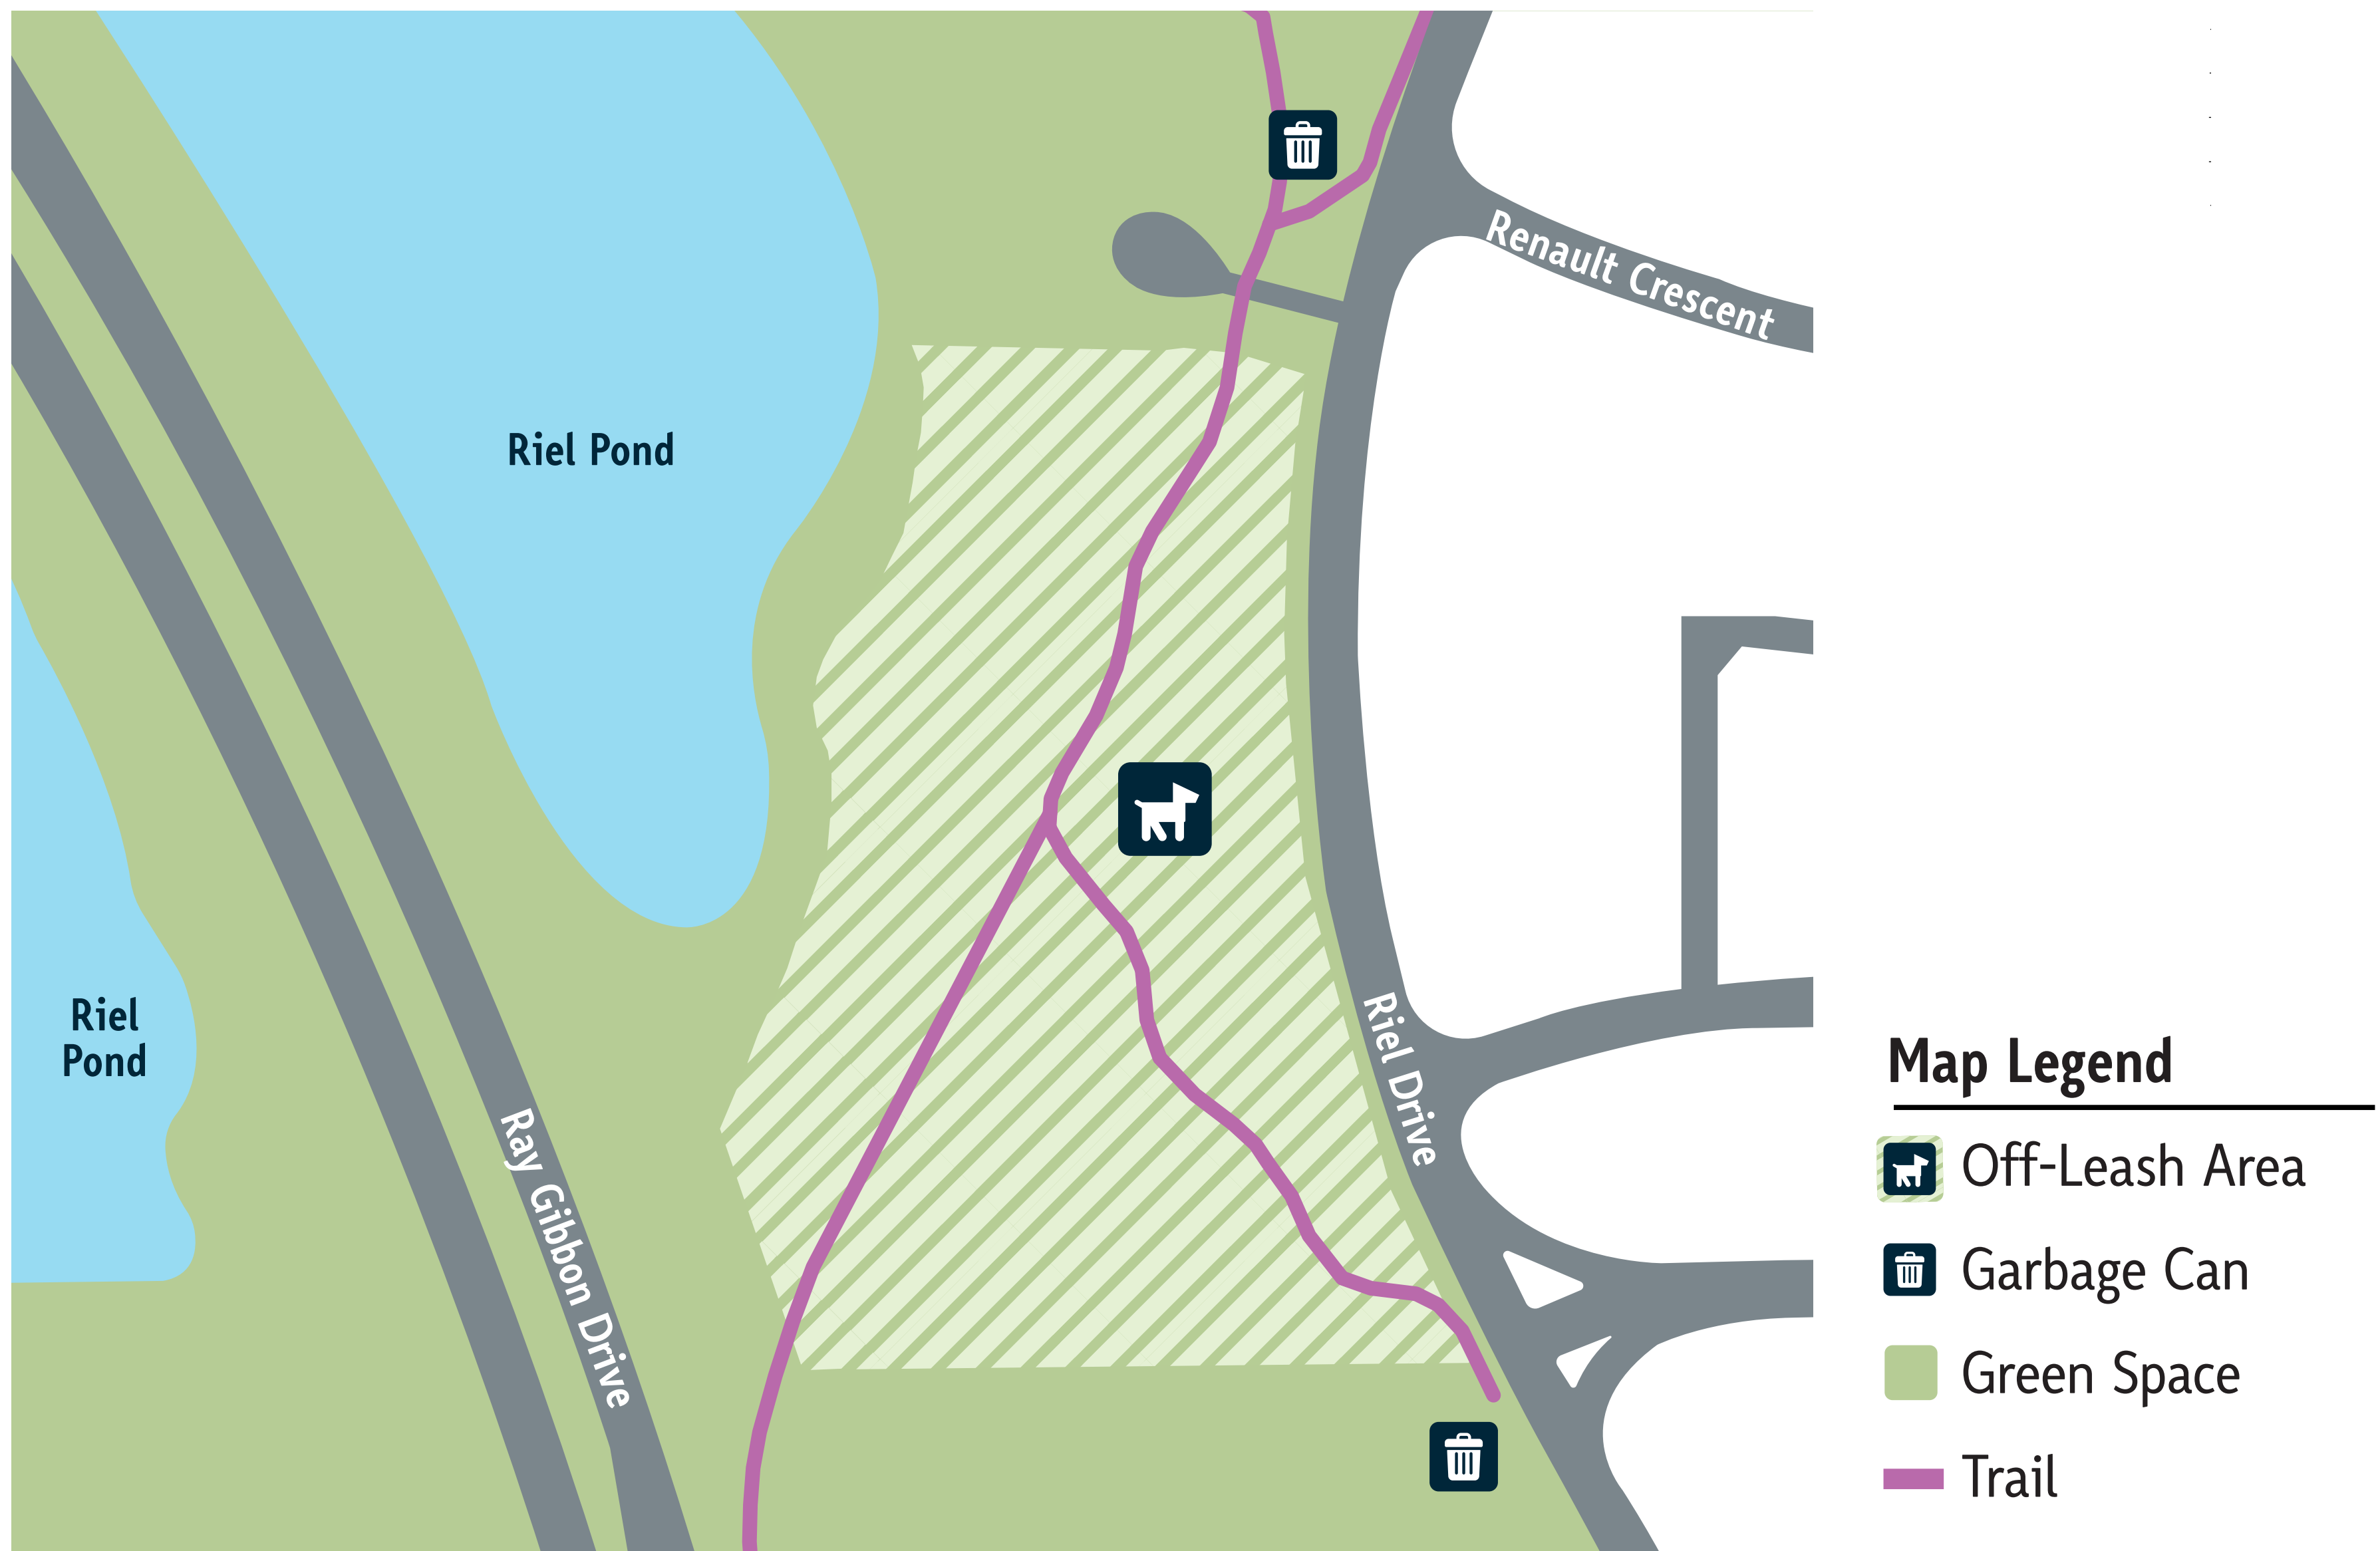 Renault Crescent
Riel Pond
Riel
Pond
Riel Drive
Ray Gibbon Drive
Map Legend
Off-Leash Area
Garbage Can
Green Space
Trail